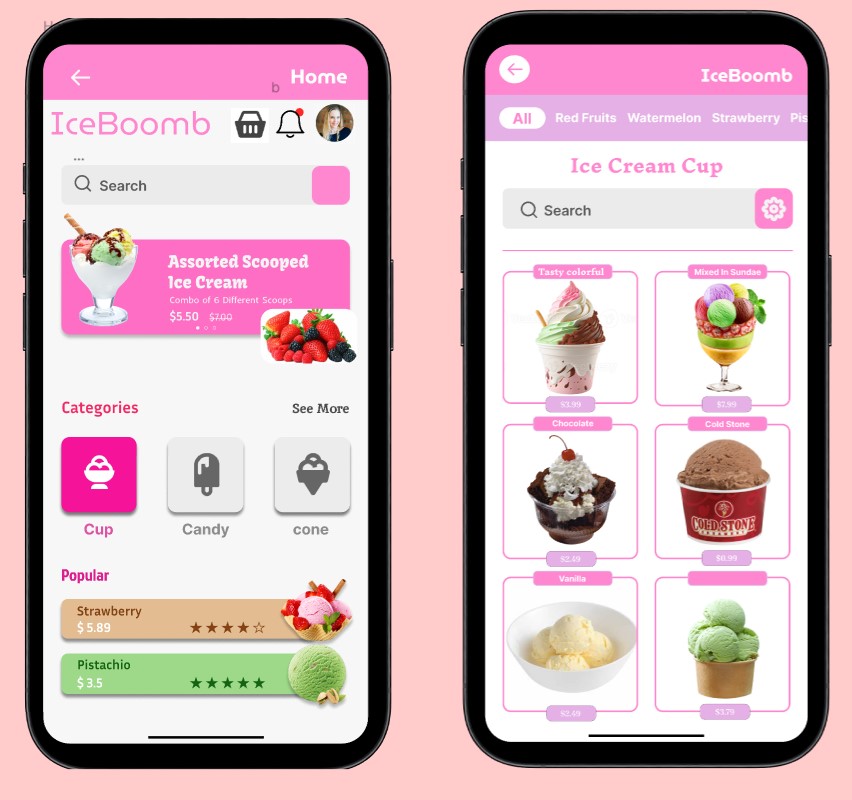 b
Home
IceBoomb
...
Search
Assorted Scooped
Ice Cream
Combo of 6 Different Scoops
$5.50 $7.00
Categories
See More
Cup
Candy
cone
Popular
Strawberry
$ 5.89
Pistachio
$ 3.5
IceBoomb
All
Red Fruits
Watermelon
Strawberry
Pis
Ice Cream Cup
Search
Tasty colorful
Mixed In Sundae
$3.99
$7.99
Chocolate
Cold Stone
COLD STONE
CREAMERY
$2.49
$8.99
Vanilla
$2.49
$3.79